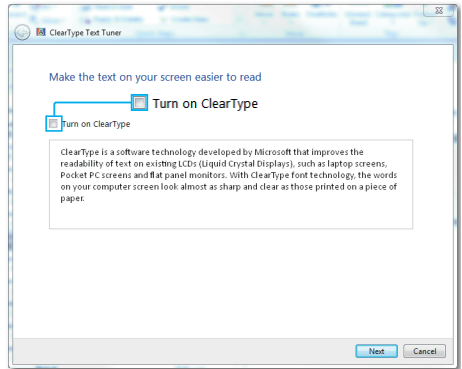 ClearType Text Tuner
Make the text on your screen easier to read
Turn on ClearType
Turn on ClearType
ClearType is a software technology developed by Microsoft that improves the
readability of text on existing LCDs (Liquid Crystal Displays), such as laptop screens,
Pocket PC screens and flat panel monitors. With ClearType font technology, the words
on your computer screen look almost as sharp and clear as those printed on a piece of
paper.
Next Cancel